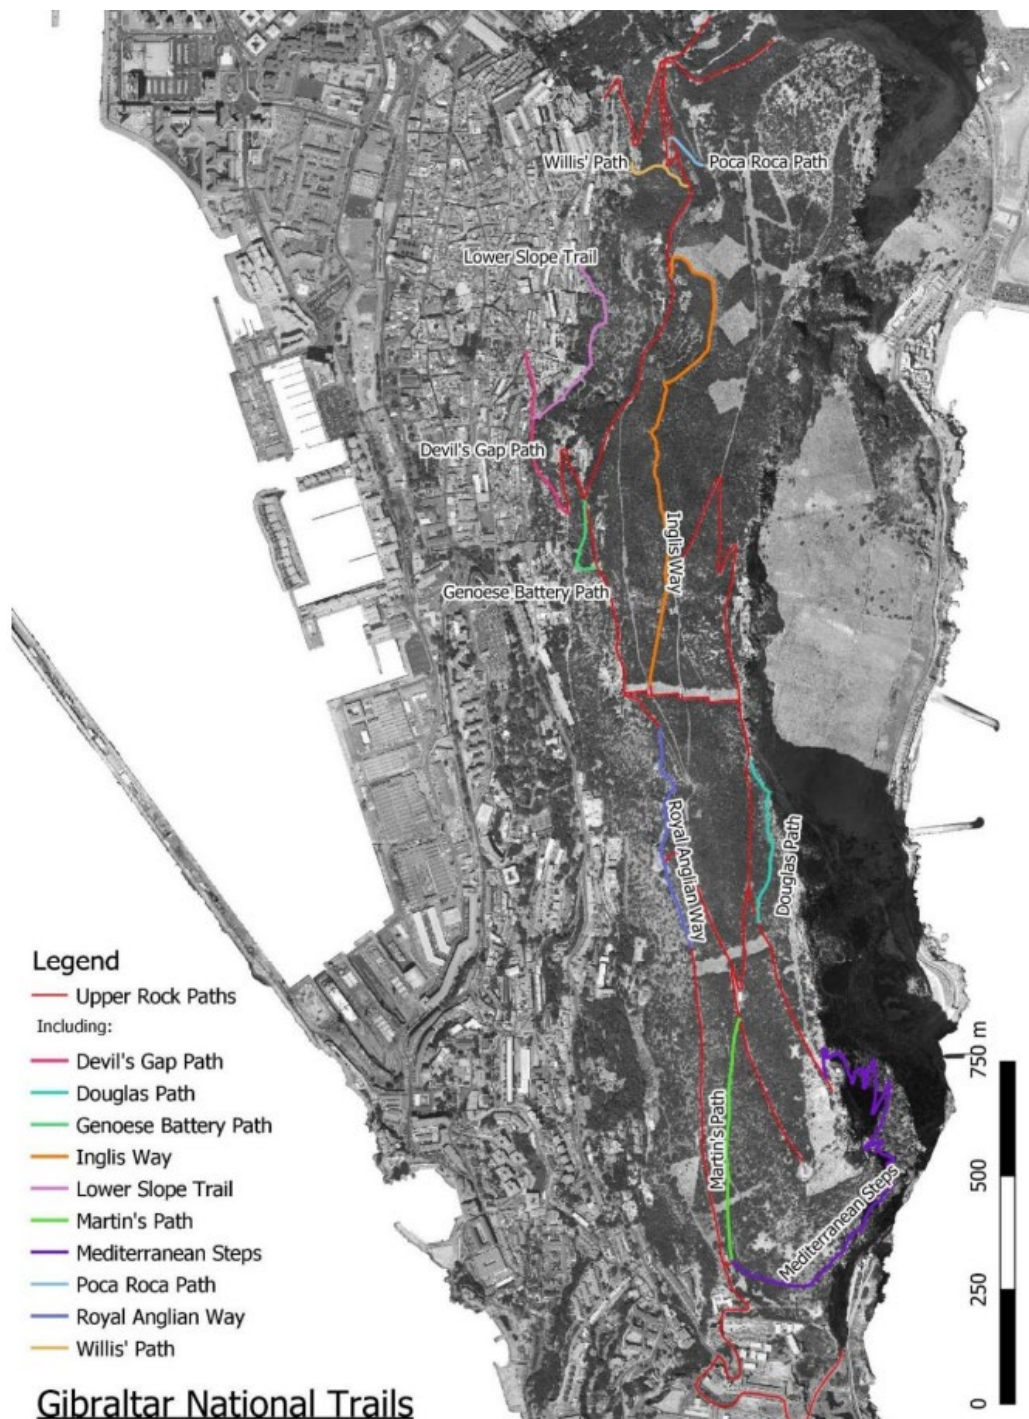 Willis' Path
Poca Roca Path
Lower Slope Trail
Devil's Gap Path
Inglis Way
Genoese Battery Path
Royal Anglian Way
Douglas Path
Martin's Path
Mediterranean Steps
Legend
Upper Rock Paths
Including:
Devil's Gap Path
Douglas Path
Genoese Battery Path
Inglis Way
Lower Slope Trail
Martin's Path
Mediterranean Steps
Poca Roca Path
Royal Anglian Way
Willis' Path
Gibraltar National Trails
750 m
500
250
0